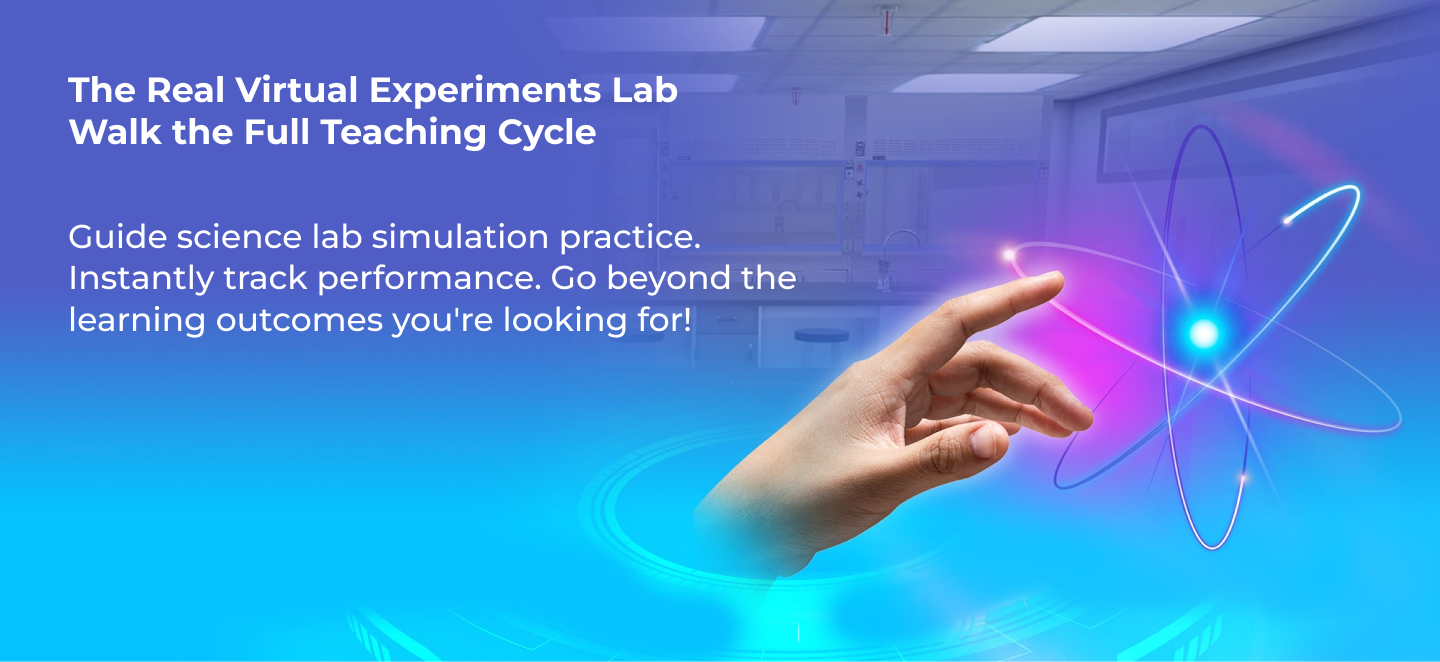 The Real Virtual Experiments Lab
Walk the Full Teaching Cycle
Guide science lab simulation practice.
Instantly track performance. Go beyond the
learning outcomes you're looking for!